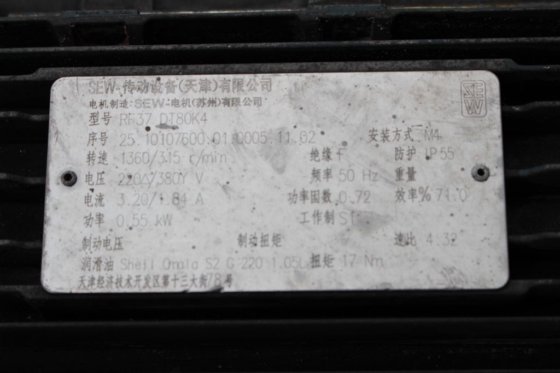 SEW-传动设备(天津)有限公司
电机制造:SEW-电机(苏州)有限公司
SEW
型号 RF37 DT80K4
序号 25.10107600.01.0005.11.02 安装方式 M4
转速 1360/315 r/min 绝缘 F 防护 IP55
电压 220/380Y V 频率 50 Hz 重量
电流 3.20/1.84 A 功率因数 0.72 效率% 71.0
功率 0.55 kW 工作制 S1
制动电压 制动扭矩 速比 4.32
润滑油 Shell Omala S2 G 220 1.05L 扭矩 17 Nm
天津经济技术开发区第十三大街78号